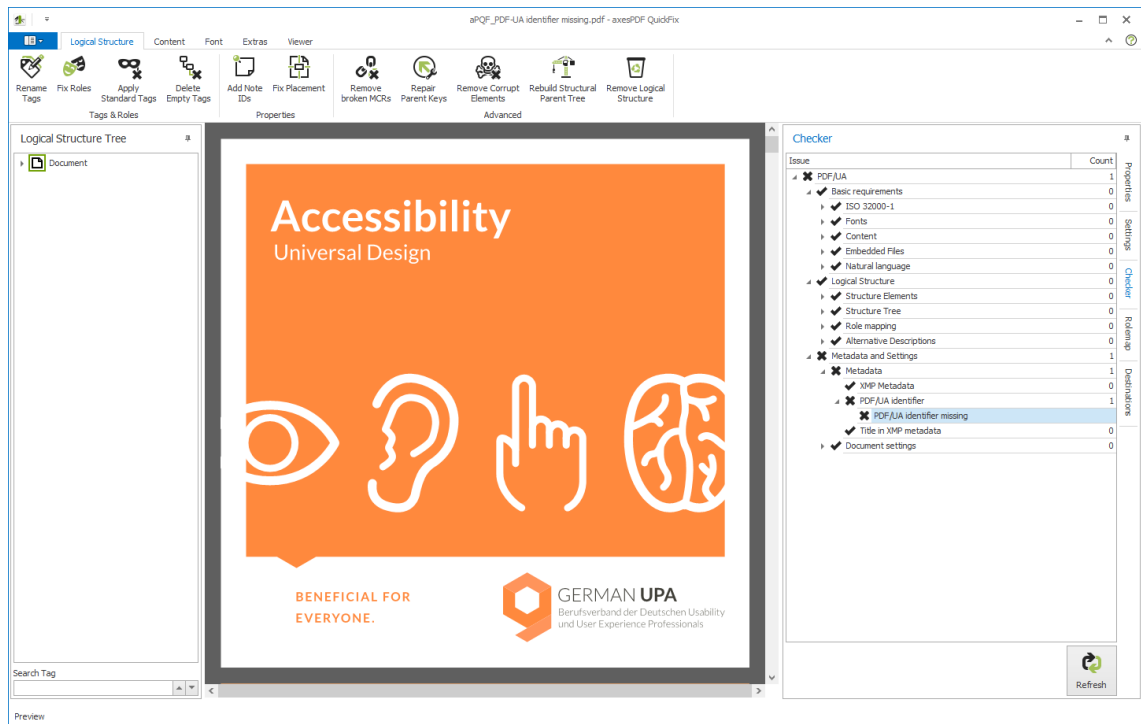 aPQF_PDF-UA identifier missing.pdf - axesPDF QuickFix
Logical Structure Content Font Extras Viewer
Rename Tags
Fix Roles
Apply Standard Tags
Delete Empty Tags
Tags & Roles
Add Note IDs
Fix Placement
Properties
Remove broken MCRs
Repair Parent Keys
Remove Corrupt Elements
Rebuild Structural Parent Tree
Remove Logical Structure
Advanced
Logical Structure Tree
Document
Search Tag
Accessibility
Universal Design
BENEFICIAL FOR
EVERYONE.
GERMAN UPA
Berufsverband der Deutschen Usability
und User Experience Professionals
Checker
Issue Count
PDF/UA 1
Basic requirements 0
ISO 32000-1 0
Fonts 0
Content 0
Embedded Files 0
Natural language 0
Logical Structure 0
Structure Elements 0
Structure Tree 0
Role mapping 0
Alternative Descriptions 0
Metadata and Settings 1
Metadata 1
XMP Metadata 0
PDF/UA identifier 1
PDF/UA identifier missing
Title in XMP metadata 0
Document settings 0
Refresh
Properties
Settings
Checker
Rolemap
Destinations
Preview